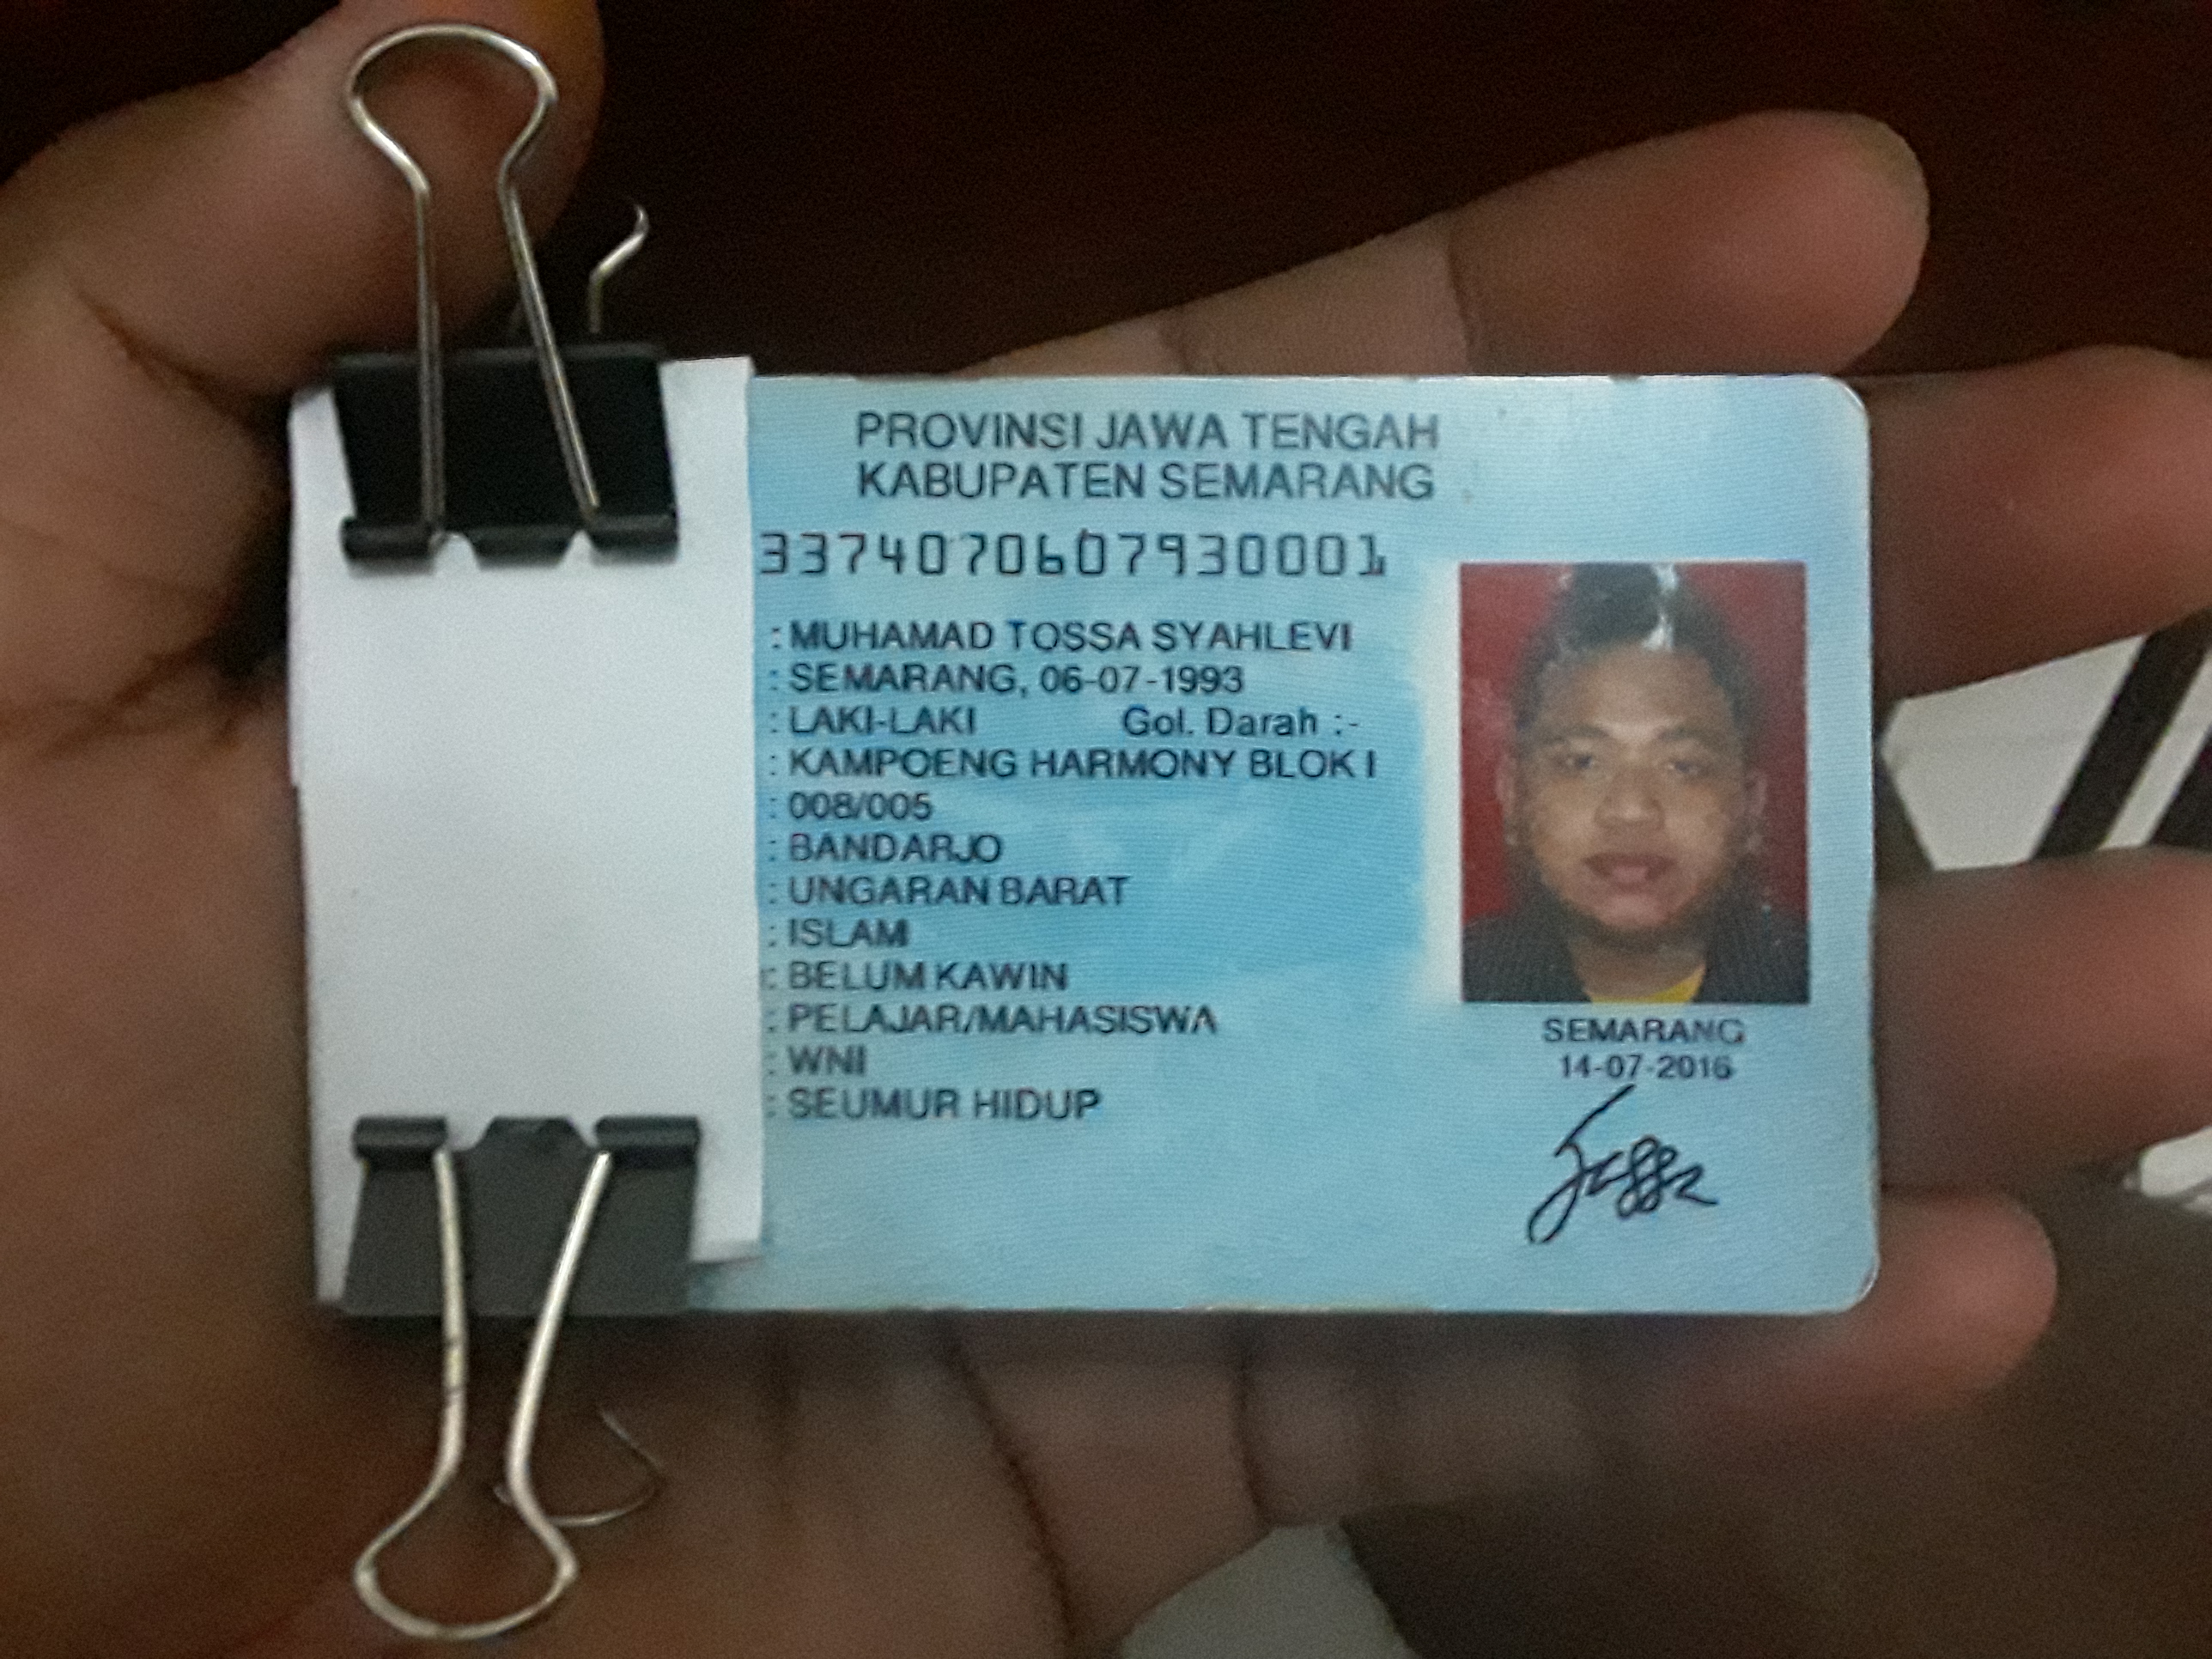 PROVINSI JAWA TENGAH
KABUPATEN SEMARANG
3374070607930001
: MUHAMAD TOSSA SYAHLEVI
: SEMARANG, 06-07-1993
: LAKI-LAKI Gol. Darah :-
: KAMPOENG HARMONY BLOK I
: 008/005
: BANDARJO
: UNGARAN BARAT
: ISLAM
: BELUM KAWIN
: PELAJAR/MAHASISWA
: WNI
: SEUMUR HIDUP
SEMARANG
14-07-2016
Tossa